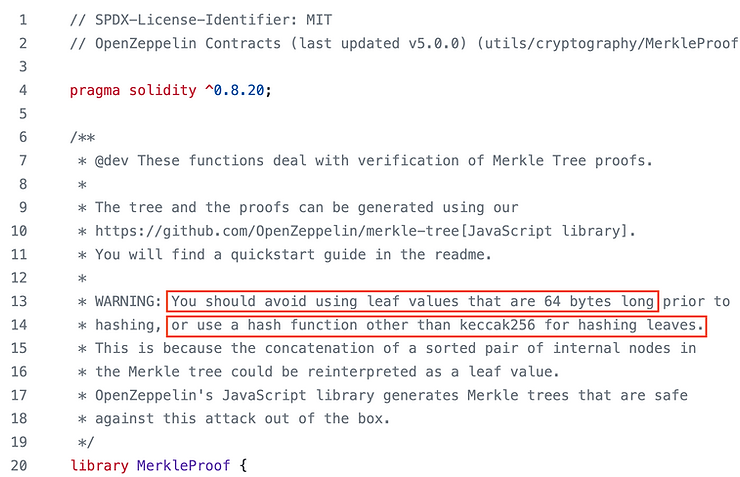 1 // SPDX-License-Identifier: MIT
2 // OpenZeppelin Contracts (last updated v5.0.0) (utils/cryptography/MerkleProof
3
4 pragma solidity ^0.8.20;
5
6 /**
7 * @dev These functions deal with verification of Merkle Tree proofs.
8 *
9 * The tree and the proofs can be generated using our
10 * https://github.com/OpenZeppelin/merkle-tree[JavaScript library].
11 * You will find a quickstart guide in the readme.
12 *
13 * WARNING: You should avoid using leaf values that are 64 bytes long prior to
14 * hashing, or use a hash function other than keccak256 for hashing leaves.
15 * This is because the concatenation of a sorted pair of internal nodes in
16 * the Merkle tree could be reinterpreted as a leaf value.
17 * OpenZeppelin's JavaScript library generates Merkle trees that are safe
18 * against this attack out of the box.
19 */
20 library MerkleProof {